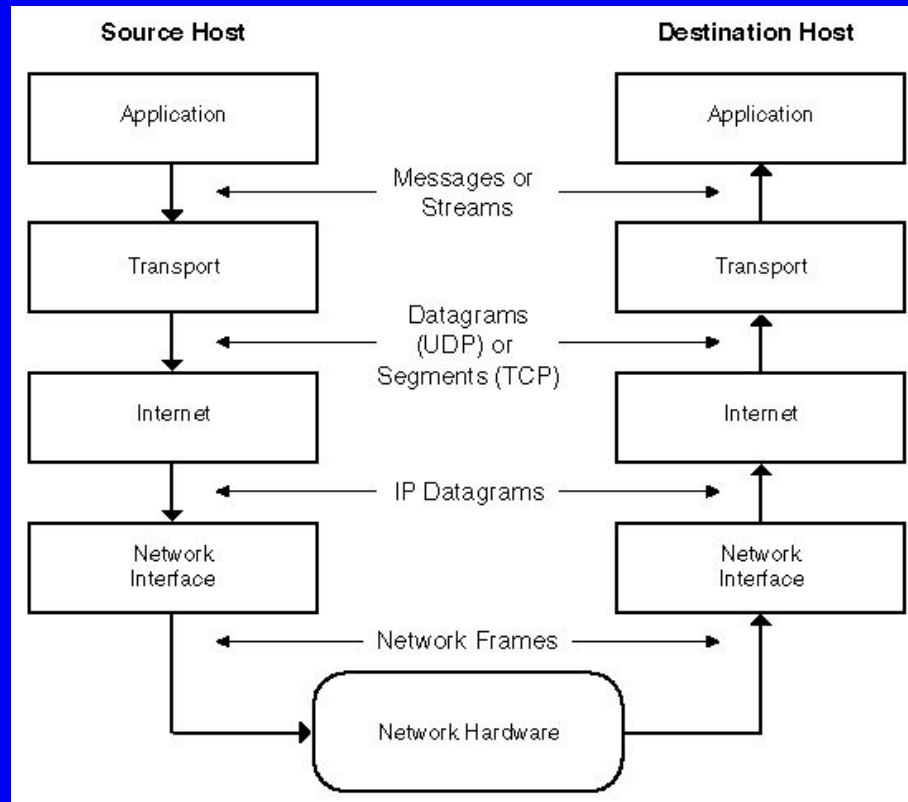 Source Host
Destination Host
Application
Application
Messages or
Streams
Transport
Transport
Datagrams
(UDP) or
Segments (TCP)
Internet
Internet
IP Datagrams
Network
Interface
Network
Interface
Network Frames
Network Hardware